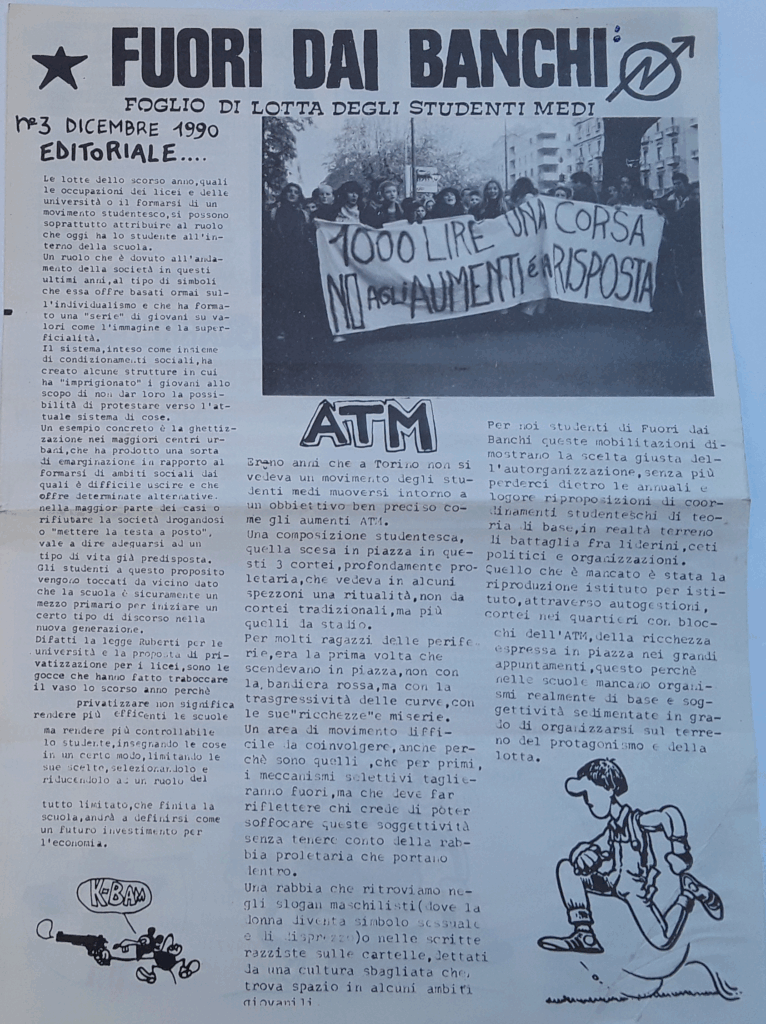 FUORI DAI BANCHI
FOGLIO DI LOTTA DEGLI STUDENTI MEDI
n°3 DICEMBRE 1990
EDITORIALE....
Le lotte dello scorso anno,quali
le occupazioni dei licei e delle
università o il formarsi di un
movimento studentesco,si possono
soprattutto attribuire al ruolo
che oggi ha lo studente all'in-
terno della scuola.
Un ruolo che è dovuto all'anda-
mento della società in questi
ultimi anni,al tipo di simboli
che essa offre basati ormai sul-
l'individualismo e che ha forma-
to una "serie" di giovani su va-
lori come l'immagine e la super-
ficialità.
Il sistema,inteso come insieme
di condizionamenti sociali,ha
creato alcune strutture in cui
ha "imprigionato" i giovani allo
scopo di non dar loro la possi-
bilità di protestare verso l'at-
tuale sistema di cose.
Un esempio concreto è la ghettiz-
zazione nei maggiori centri ur-
bani,che ha prodotto una sorta
di emarginazione in rapporto al
formarsi di ambiti sociali dai
quali è difficile uscire e che
offre determinate alternative.
nella maggior parte dei casi o
rifiutare la società drogandosi
o "mettere la testa a posto",
vale a dire adeguarsi ad un
tipo di vita già predisposta.
Gli studenti a questo proposito
vengono toccati da vicino dato
che la scuola è sicuramente un
mezzo primario per iniziare un
certo tipo di discorso nella
nuova generazione.
Difatti la legge Ruberti per le
università e la proposta di pri-
vatizzazione per i licei,sono le
gocce che hanno fatto traboccare
il vaso lo scorso anno perchè
privatizzare non significa
rendere più efficenti le scuole
ma rendere più controllabile
lo studente,insegnando le cose
in un certo modo,limitando le
sue scelte,selezionandolo e
riducendolo ad un ruolo del
tutto limitato,che finita la
scuola,andrà a definirsi come
un futuro investimento per
l'economia.
K-BAM
1000 LIRE UNA CORSA
NO AGLI AUMENTI è LA RISPOSTA
ATM
Erano anni che a Torino non si
vedeva un movimento degli stu-
denti medi muoversi intorno a
un obbiettivo ben preciso co-
me gli aumenti ATM.
Una composizione studentesca,
quella scesa in piazza in que-
sti 3 cortei,profondamente pro-
letaria,che vedeva in alcuni
spezzoni una ritualità,non da
cortei tradizionali,ma più
quelli da stadio.
Per molti ragazzi delle perife-
rie,era la prima volta che
scendevano in piazza,non con
la bandiera rossa,ma con la
trasgressività delle curve,con
le sue"ricchezze"e miserie.
Un area di movimento diffi-
cile da coinvolgere,anche per-
chè sono quelli ,che per primi,
i meccanismi selettivi taglie-
ranno fuori,ma che deve far
riflettere chi crede di poter
soffocare queste soggettività
senza tenere conto della rab-
bia proletaria che portano
dentro.
Una rabbia che ritroviamo ne-
gli slogan maschilisti(dove la
donna diventa simbolo sessuale
e di disprezzo)o nelle scritte
razziste sulle cartelle,dettati
da una cultura sbagliata che,
trova spazio in alcuni ambiti
giovanili.
Per noi studenti di Fuori dai
Banchi queste mobilitazioni di-
mostrano la scelta giusta del-
l'autorganizzazione,senza più
perderci dietro le annuali e
logore riproposizioni di coor-
dinamenti studenteschi di teo-
ria di base,in realtà terreno
di battaglia fra liderini,ceti
politici e organizzazioni.
Quello che è mancato è stata la
riproduzione istituto per isti-
tuto,attraverso autogestioni,
cortei nei quartieri con bloc-
chi dell'ATM,della ricchezza
espressa in piazza nei grandi
appuntamenti,questo perchè
nelle scuole mancano organi-
smi realmente di base e sog-
gettività sedimentate in gra-
do di organizzarsi sul terre-
no del protagonismo e della
lotta.